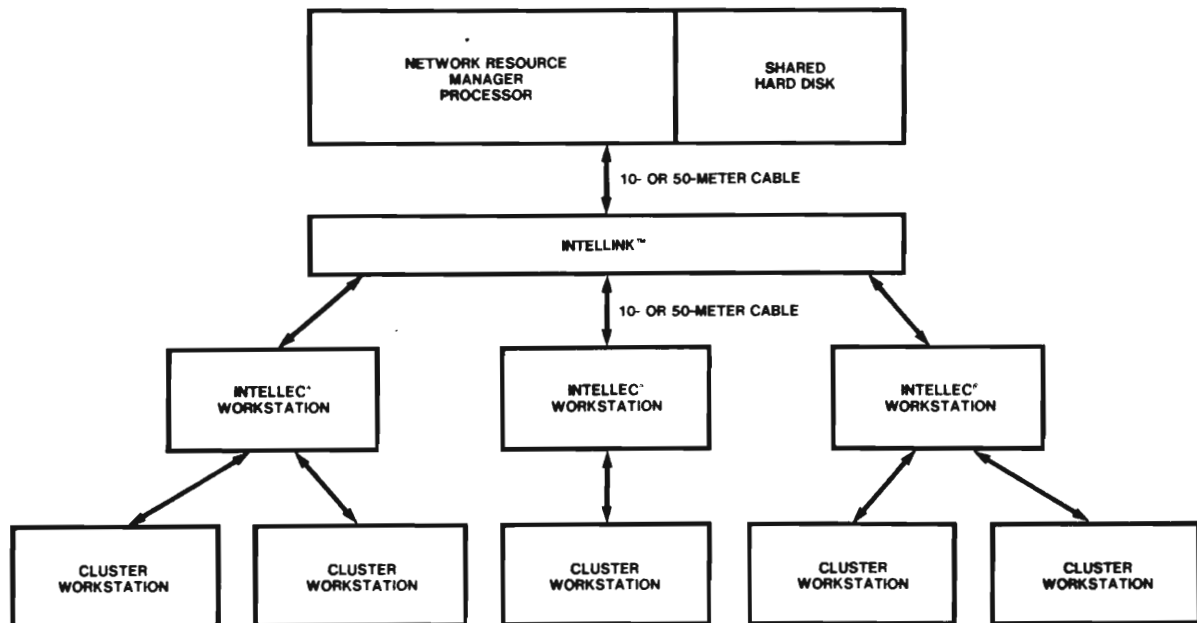 NETWORK RESOURCE
MANAGER
PROCESSOR
SHARED
HARD DISK
10- OR 50-METER CABLE
INTELLINK™
10- OR 50-METER CABLE
INTELLEC*
WORKSTATION
INTELLEC*
WORKSTATION
INTELLEC®
WORKSTATION
CLUSTER
WORKSTATION
CLUSTER
WORKSTATION
CLUSTER
WORKSTATION
CLUSTER
WORKSTATION
CLUSTER
WORKSTATION